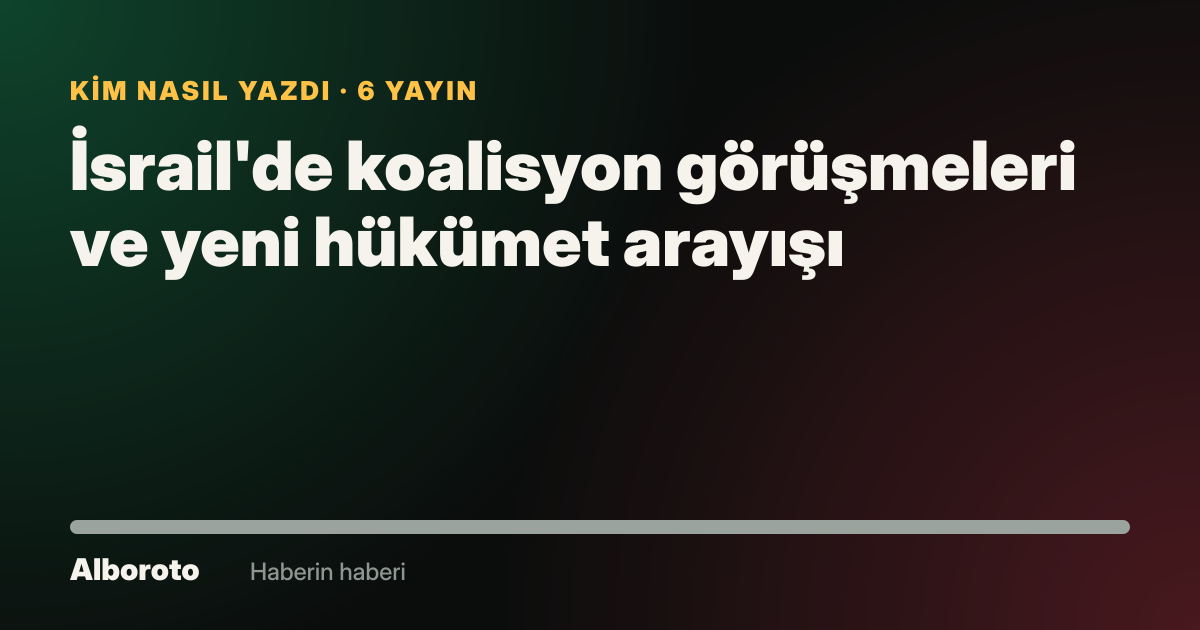 KİM NASIL YAZDI · 6 YAYIN
İsrail'de koalisyon görüşmeleri
ve yeni hükümet arayışı
Alboroto
Haberin haberi